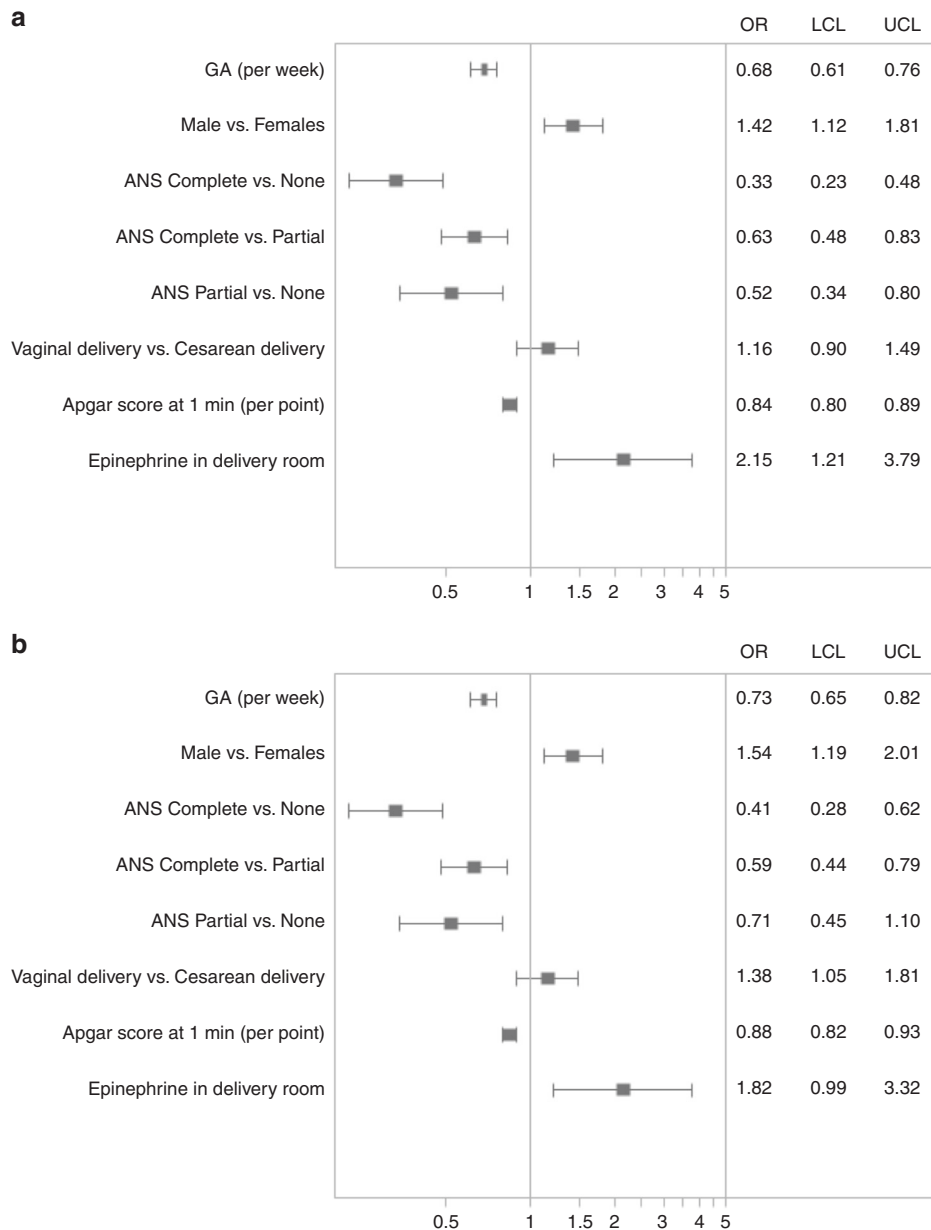 a
OR LCL UCL
GA (per week) 0.68 0.61 0.76
Male vs. Females 1.42 1.12 1.81
ANS Complete vs. None 0.33 0.23 0.48
ANS Complete vs. Partial 0.63 0.48 0.83
ANS Partial vs. None 0.52 0.34 0.80
Vaginal delivery vs. Cesarean delivery 1.16 0.90 1.49
Apgar score at 1 min (per point) 0.84 0.80 0.89
Epinephrine in delivery room 2.15 1.21 3.79
0.5 1 1.5 2 3 4 5
b
OR LCL UCL
GA (per week) 0.73 0.65 0.82
Male vs. Females 1.54 1.19 2.01
ANS Complete vs. None 0.41 0.28 0.62
ANS Complete vs. Partial 0.59 0.44 0.79
ANS Partial vs. None 0.71 0.45 1.10
Vaginal delivery vs. Cesarean delivery 1.38 1.05 1.81
Apgar score at 1 min (per point) 0.88 0.82 0.93
Epinephrine in delivery room 1.82 0.99 3.32
0.5 1 1.5 2 3 4 5